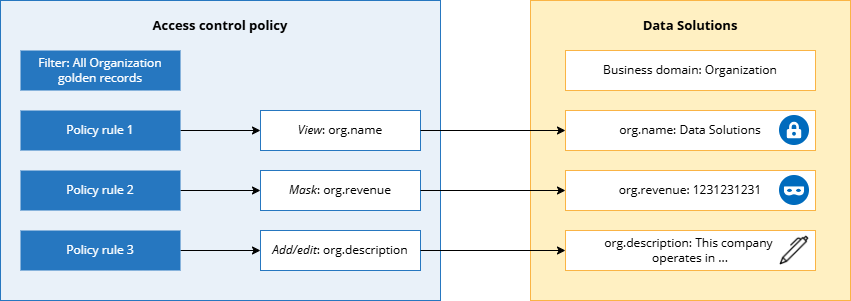 Access control policy
Filter: All Organization
golden records
Policy rule 1
View: org.name
Policy rule 2
Mask: org.revenue
Policy rule 3
Add/edit: org.description
Data Solutions
Business domain: Organization
org.name: Data Solutions
org.revenue: 1231231231
org.description: This company
operates in ...